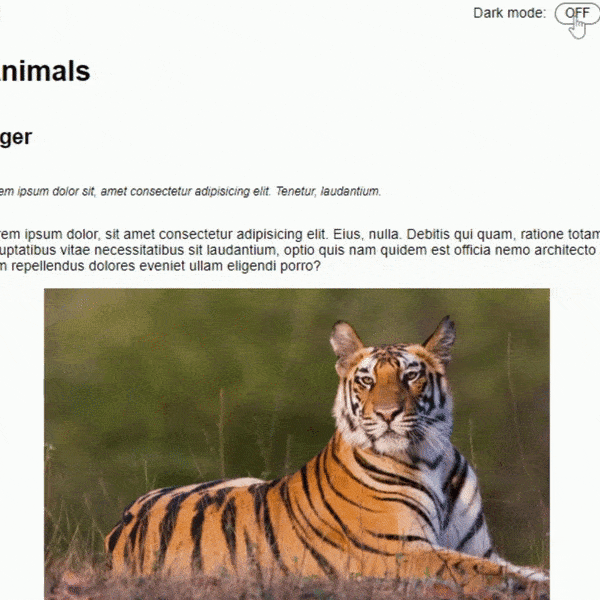 Dark mode: OFF
nimals
ger
em ipsum dolor sit, amet consectetur adipisicing elit. Tenetur, laudantium.
rem ipsum dolor, sit amet consectetur adipisicing elit. Eius, nulla. Debitis qui quam, ratione totam
uptatibus vitae necessitatibus sit laudantium, optio quis nam quidem est officia nemo architecto
m repellendus dolores eveniet ullam eligendi porro?